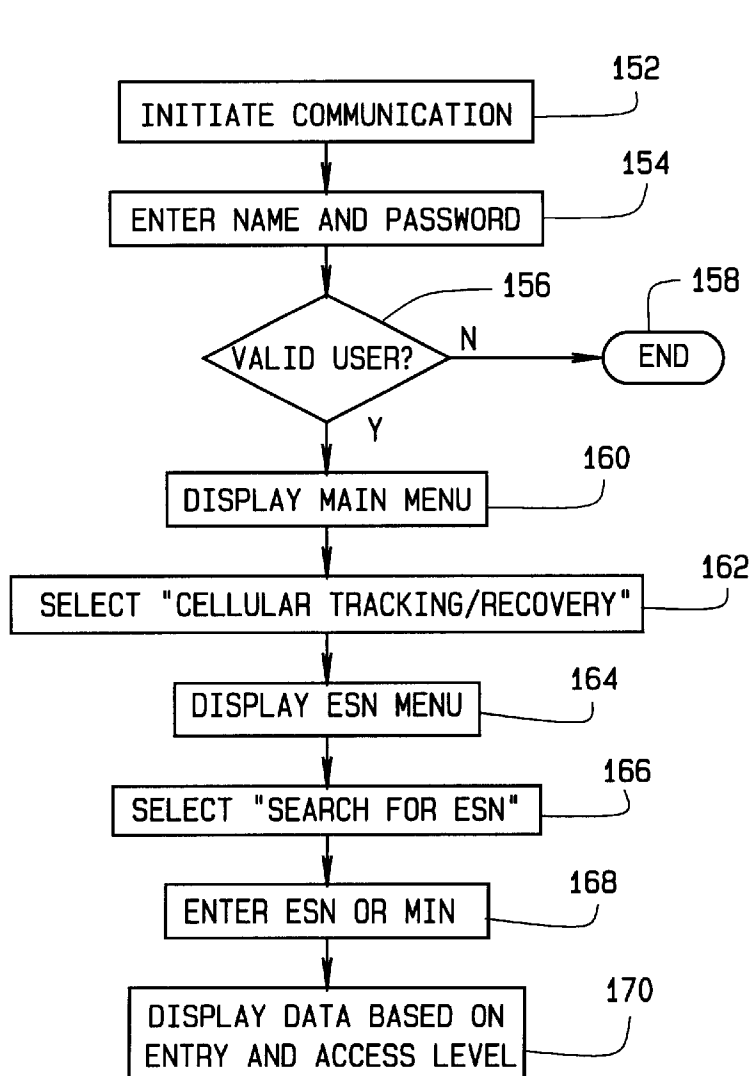 152
INITIATE COMMUNICATION
154
ENTER NAME AND PASSWORD
156
158
VALID USER?
N
END
Y
160
DISPLAY MAIN MENU
162
SELECT "CELLULAR TRACKING/RECOVERY"
164
DISPLAY ESN MENU
166
SELECT "SEARCH FOR ESN"
168
ENTER ESN OR MIN
170
DISPLAY DATA BASED ON
ENTRY AND ACCESS LEVEL